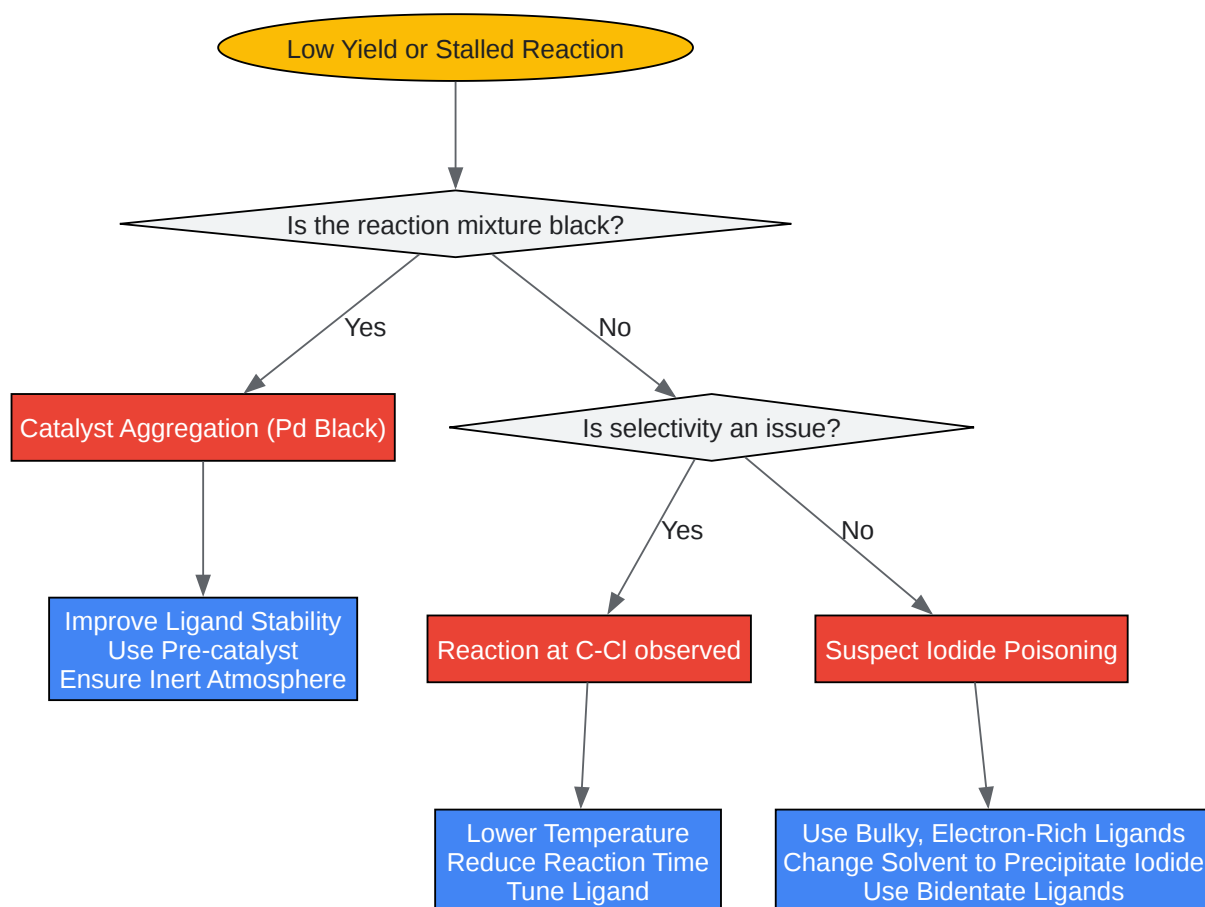 Low Yield or Stalled Reaction
Is the reaction mixture black?
Yes
No
Catalyst Aggregation (Pd Black)
Is selectivity an issue?
Yes
No
Improve Ligand Stability
Use Pre-catalyst
Ensure Inert Atmosphere
Reaction at C-Cl observed
Suspect Iodide Poisoning
Lower Temperature
Reduce Reaction Time
Tune Ligand
Use Bulky, Electron-Rich Ligands
Change Solvent to Precipitate Iodide
Use Bidentate Ligands